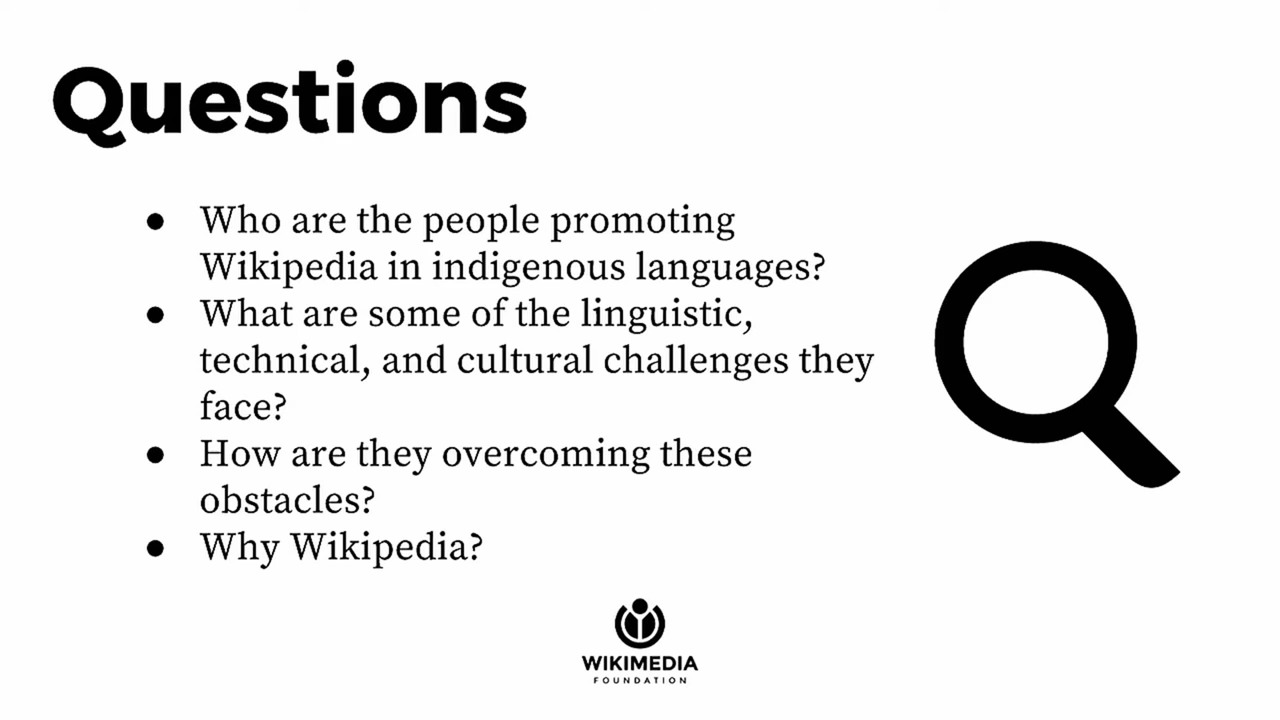 Questions
● Who are the people promoting
Wikipedia in indigenous languages?
● What are some of the linguistic,
technical, and cultural challenges they
face?
● How are they overcoming these
obstacles?
● Why Wikipedia?
WIKIMEDIA
FOUNDATION